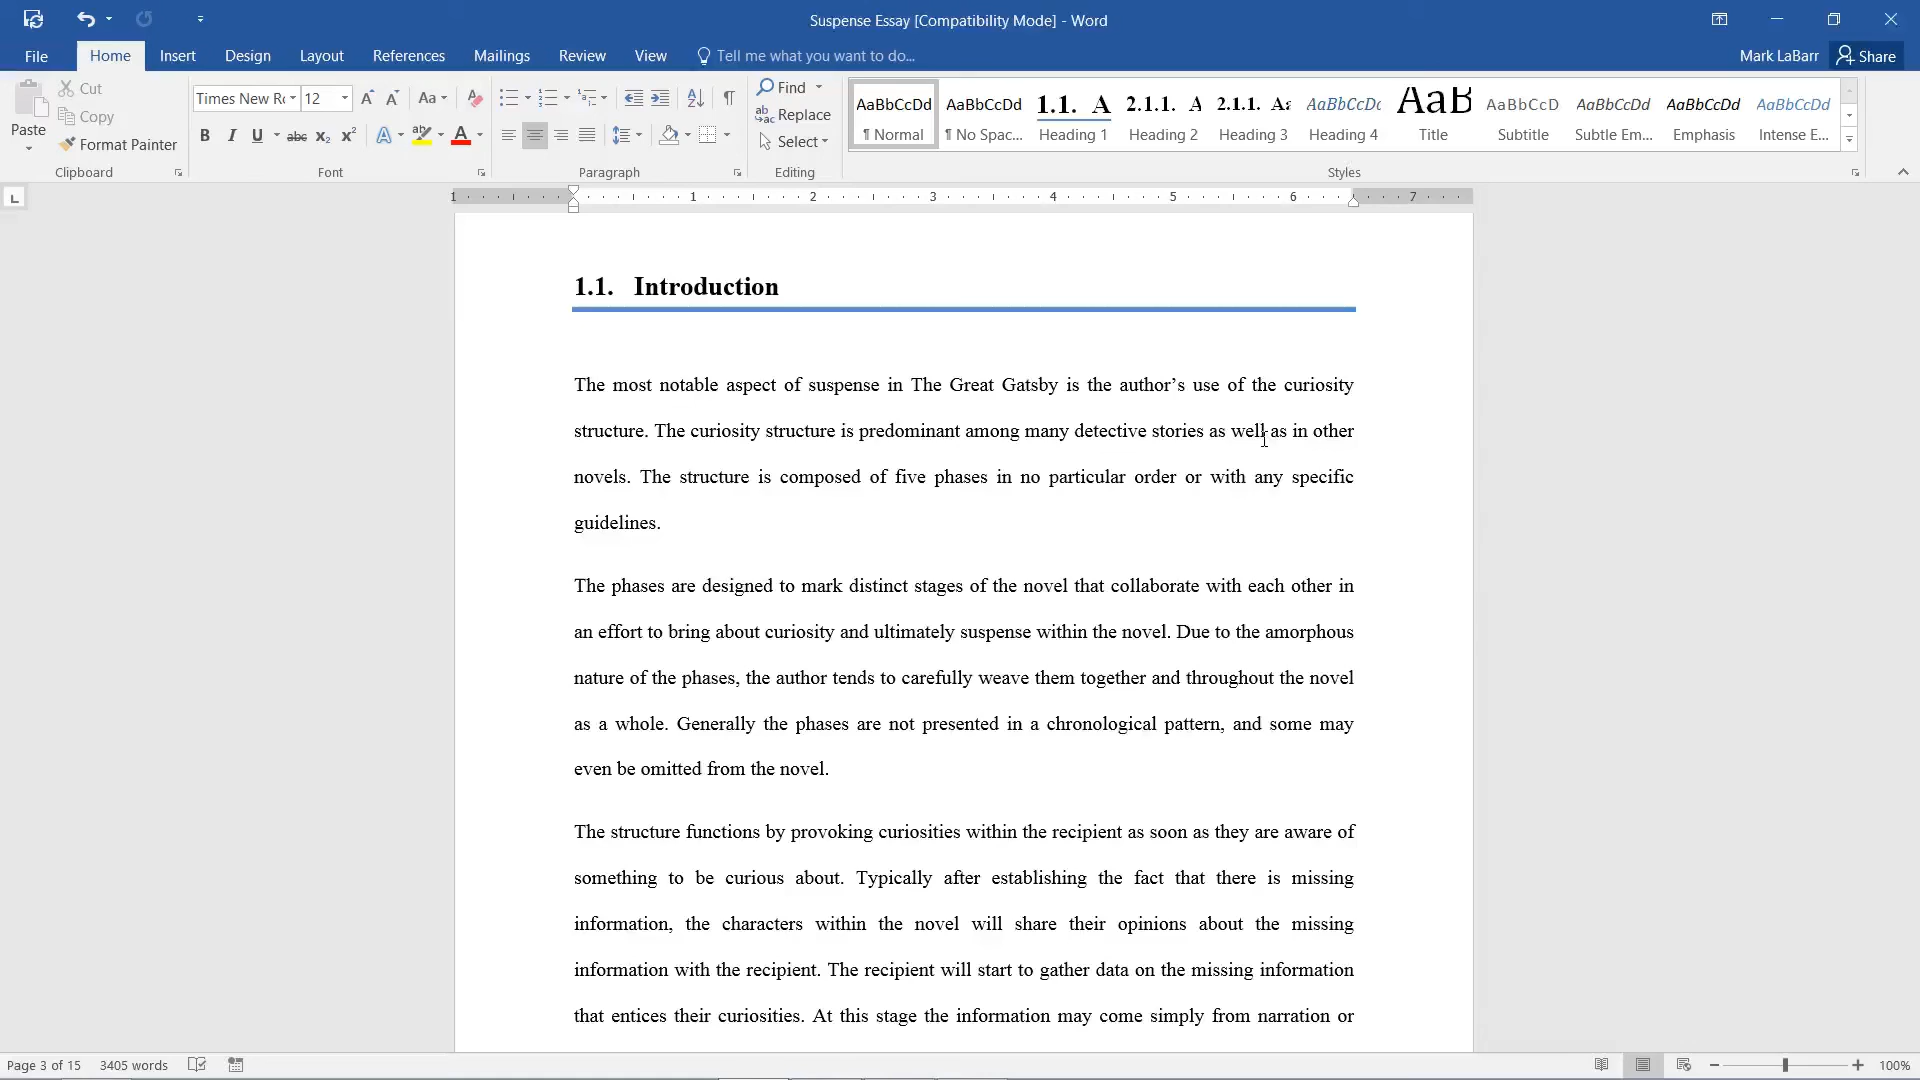 Suspense Essay [Compatibility Mode] - Word
File Home Insert Design Layout References Mailings Review View Tell me what you want to do... Mark LaBarr Share
Paste
Cut
Copy
Format Painter
Clipboard
Times New Ro 12
Font
Paragraph
Find
Replace
Select
Editing
AaBbCcDd AaBbCcDd 1.1. A 2.1.1. A 2.1.1. Aa AaBbCcDc AaB AaBbCcD AaBbCcDd AaBbCcDd AaBbCcDd
¶ Normal ¶ No Spac... Heading 1 Heading 2 Heading 3 Heading 4 Title Subtitle Subtle Em... Emphasis Intense E...
Styles
1 1 2 3 4 5 6 7
1.1. Introduction
The most notable aspect of suspense in The Great Gatsby is the author’s use of the curiosity
structure. The curiosity structure is predominant among many detective stories as well as in other
novels. The structure is composed of five phases in no particular order or with any specific
guidelines.
The phases are designed to mark distinct stages of the novel that collaborate with each other in
an effort to bring about curiosity and ultimately suspense within the novel. Due to the amorphous
nature of the phases, the author tends to carefully weave them together and throughout the novel
as a whole. Generally the phases are not presented in a chronological pattern, and some may
even be omitted from the novel.
The structure functions by provoking curiosities within the recipient as soon as they are aware of
something to be curious about. Typically after establishing the fact that there is missing
information, the characters within the novel will share their opinions about the missing
information with the recipient. The recipient will start to gather data on the missing information
that entices their curiosities. At this stage the information may come simply from narration or
Page 3 of 15 3405 words 100%